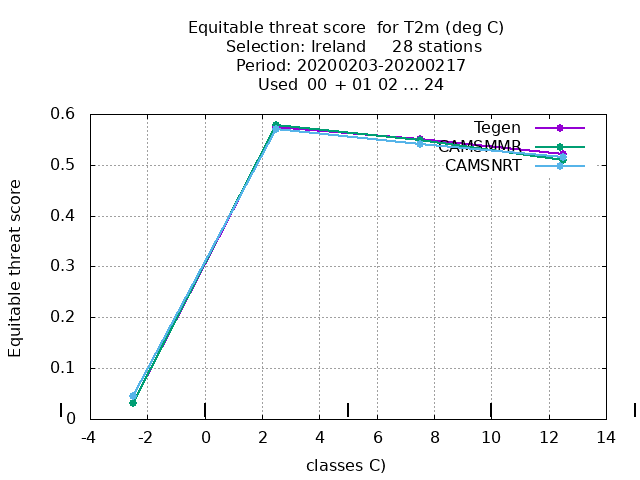 Equitable threat score for T2m (deg C)
Selection: Ireland 28 stations
Period: 20200203-20200217
Used 00 + 01 02 ... 24
Equitable threat score
0.6
0.5
0.4
0.3
0.2
0.1
0
Tegen
CAMSMMR
CAMSNRT
-4 -2 0 2 4 6 8 10 12 14
classes C)